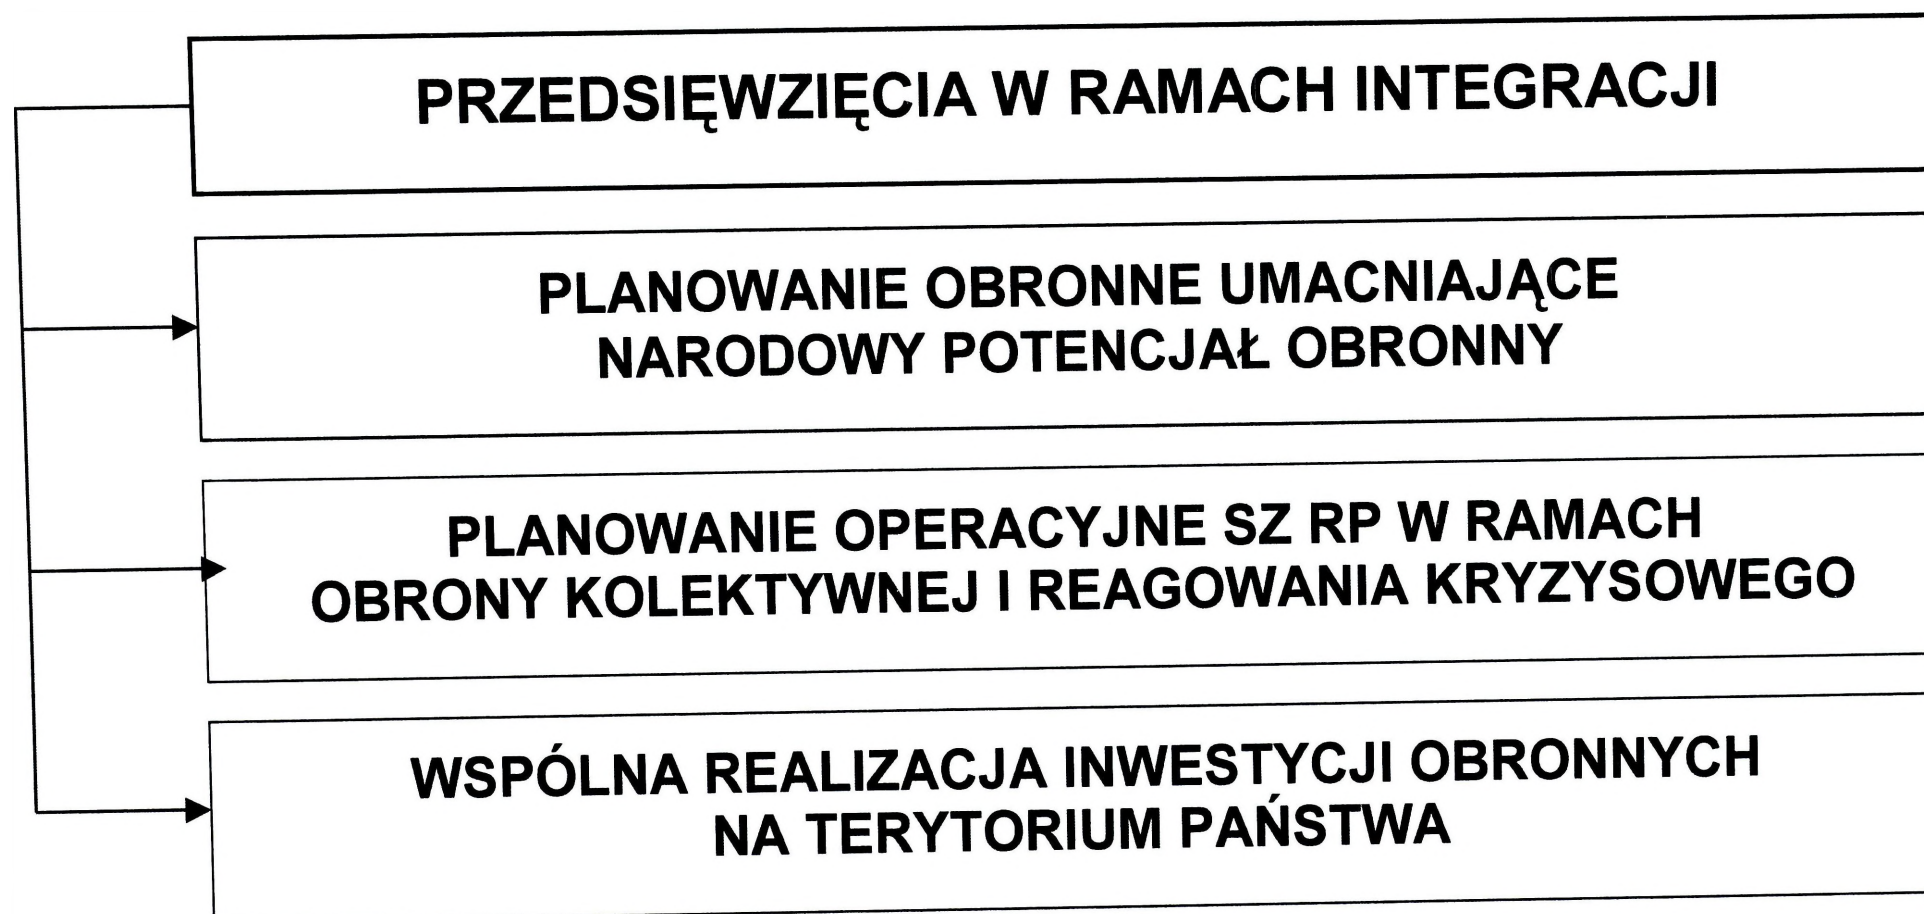 PRZEDSIĘWZIĘCIA W RAMACH INTEGRACJI
PLANOWANIE OBRONNE UMACNIAJĄCE
NARODOWY POTENCJAŁ OBRONNY
PLANOWANIE OPERACYJNE SZ RP W RAMACH
OBRONY KOLEKTYWNEJ I REAGOWANIA KRYZYSOWEGO
WSPÓLNA REALIZACJA INWESTYCJI OBRONNYCH
NA TERYTORIUM PAŃSTWA